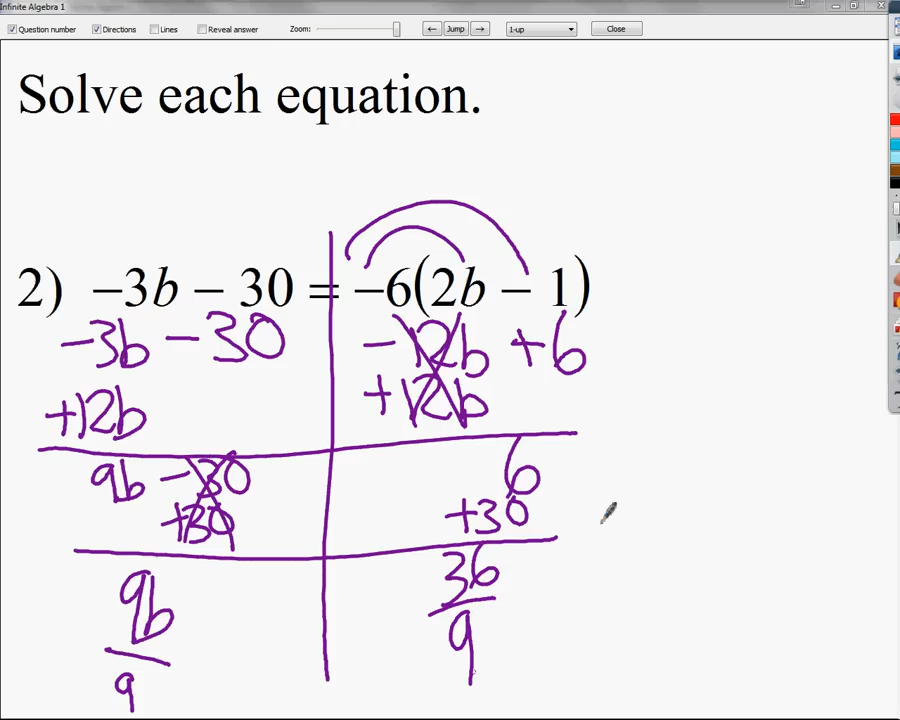 Infinite Algebra 1
Question number Directions Lines Reveal answer Zoom: ← Jump → 1-up Close
Solve each equation.
2) −3b − 30 = −6(2b − 1)
−3b −30 −12b +6
+12b +12b
9b −30 6
+30 +30
9b 36
9 9